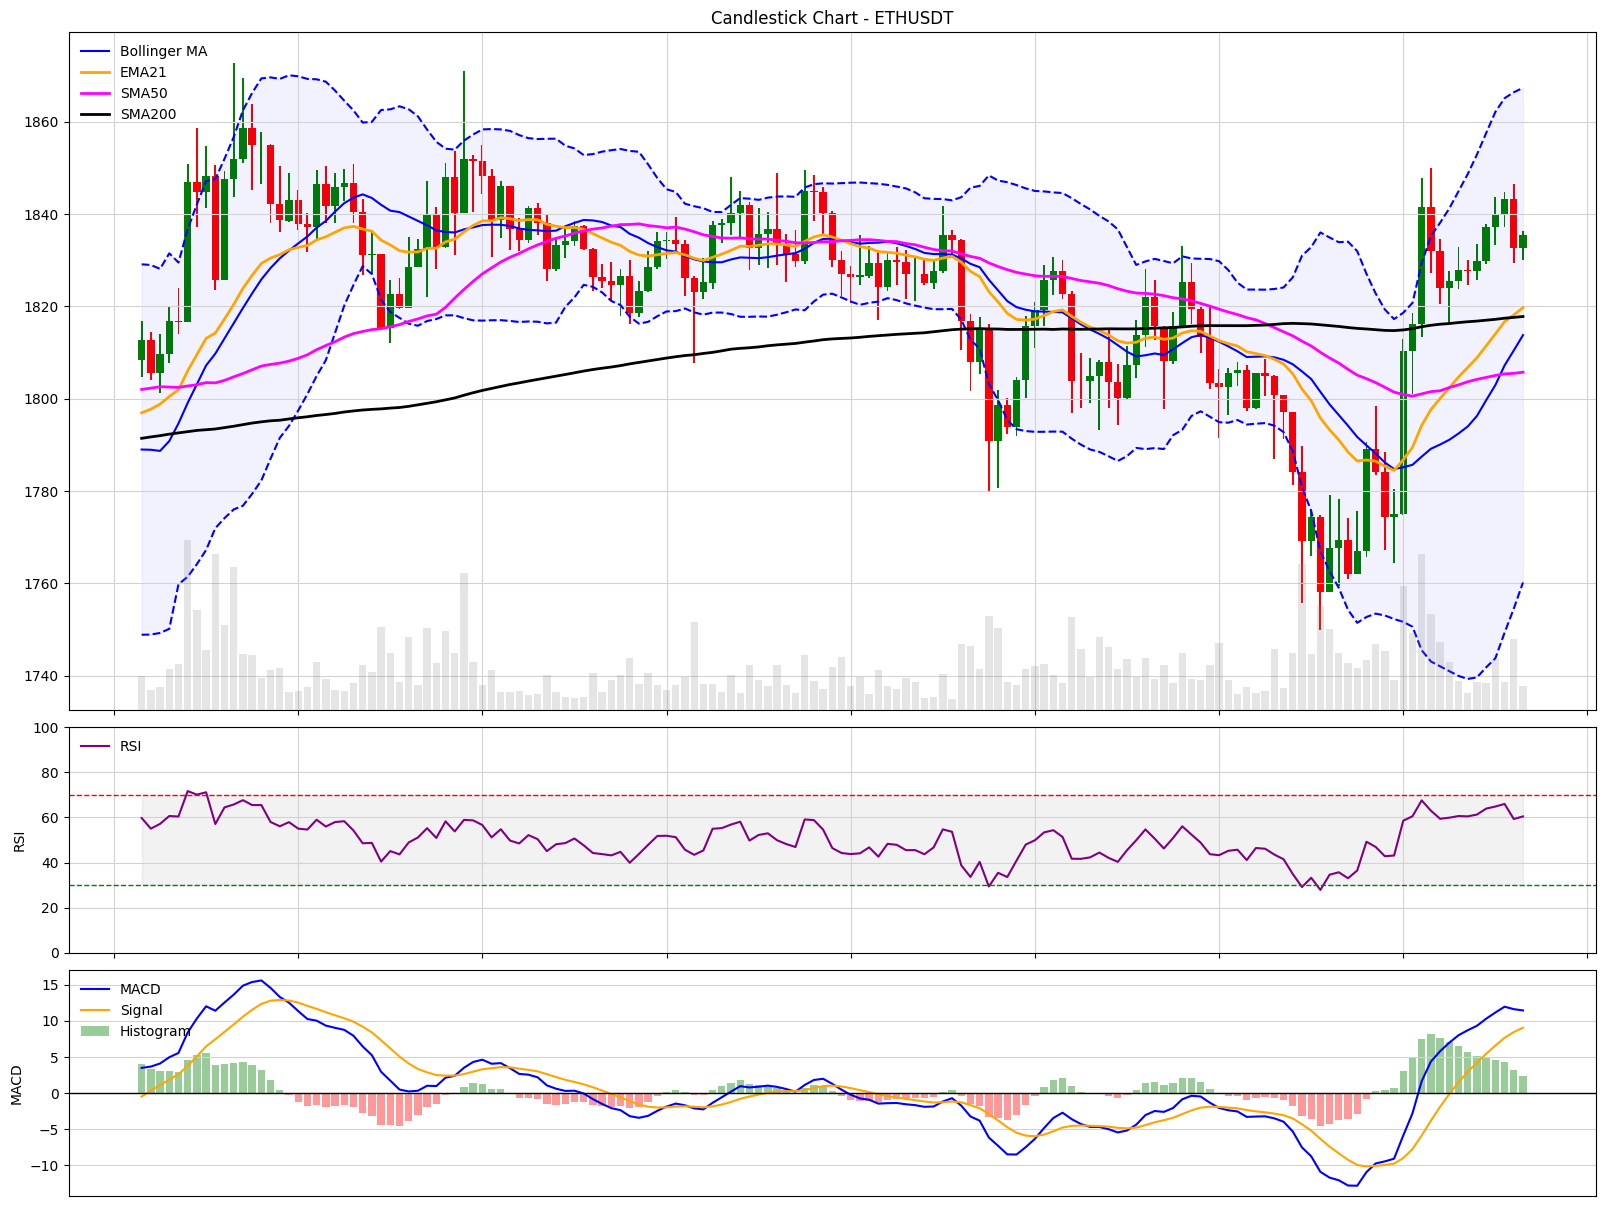 Candlestick Chart - ETHUSDT
Bollinger MA
EMA21
SMA50
SMA200
1860
1840
1820
1800
1780
1760
1740
RSI
RSI
100
80
60
40
20
0
MACD
Signal
Histogram
MACD
15
10
5
0
−5
−10